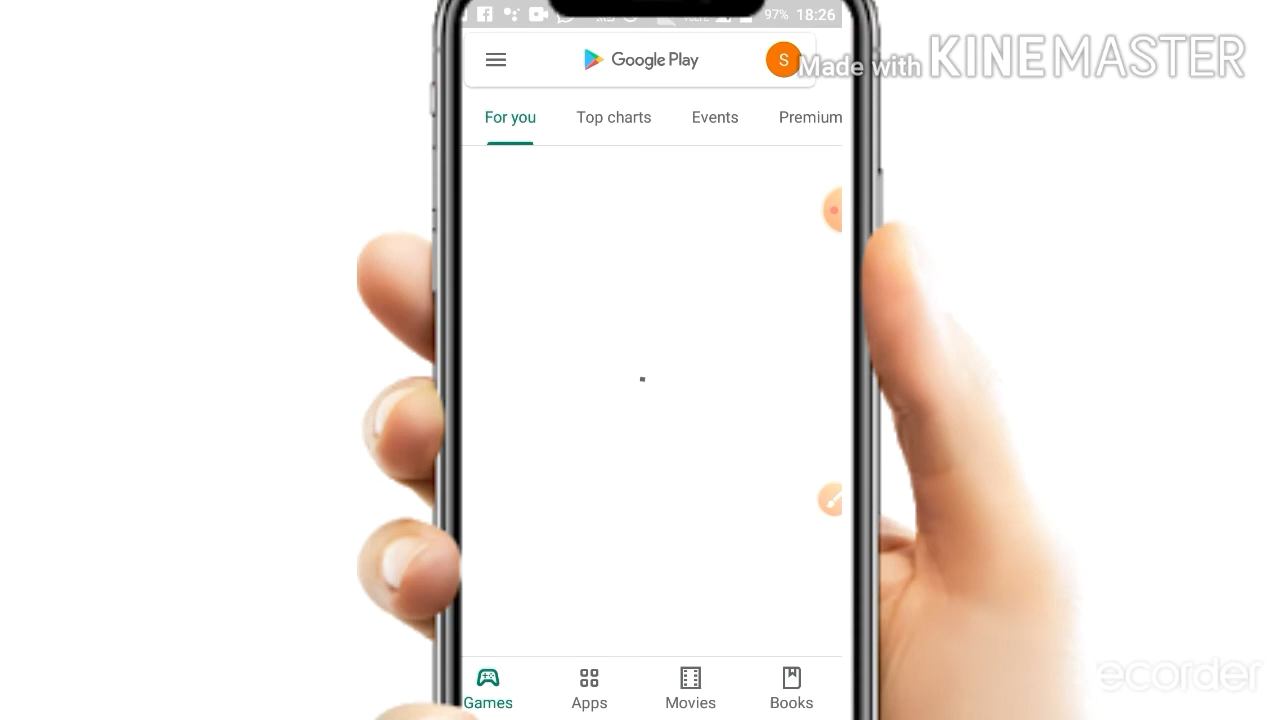 97% 18:26
Google Play
S
Made with KINEMASTER
For you Top charts Events Premium
Games Apps Movies Books
ecorder